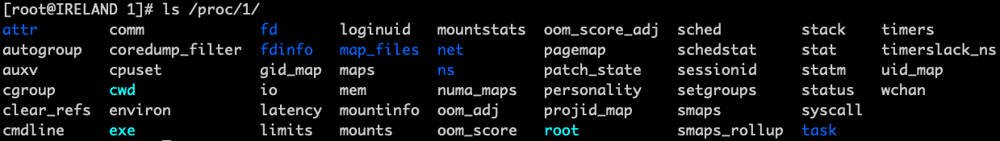 [root@IRELAND 1]# ls /proc/1/
attr comm fd loginuid mountstats oom_score_adj sched stack timers
autogroup coredump_filter fdinfo map_files net pagemap schedstat stat timerslack_ns
auxv cpuset gid_map maps ns patch_state sessionid statm uid_map
cgroup cwd io mem numa_maps personality setgroups status wchan
clear_refs environ latency mountinfo oom_adj projid_map smaps syscall
cmdline exe limits mounts oom_score root smaps_rollup task